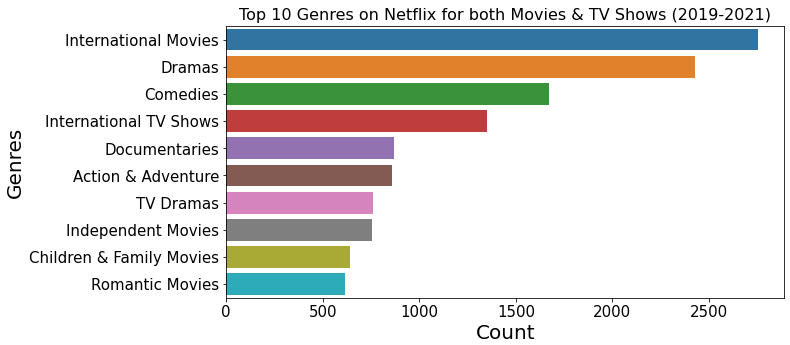 Top 10 Genres on Netflix for both Movies & TV Shows (2019-2021)
Genres
International Movies
Dramas
Comedies
International TV Shows
Documentaries
Action & Adventure
TV Dramas
Independent Movies
Children & Family Movies
Romantic Movies
0 500 1000 1500 2000 2500
Count